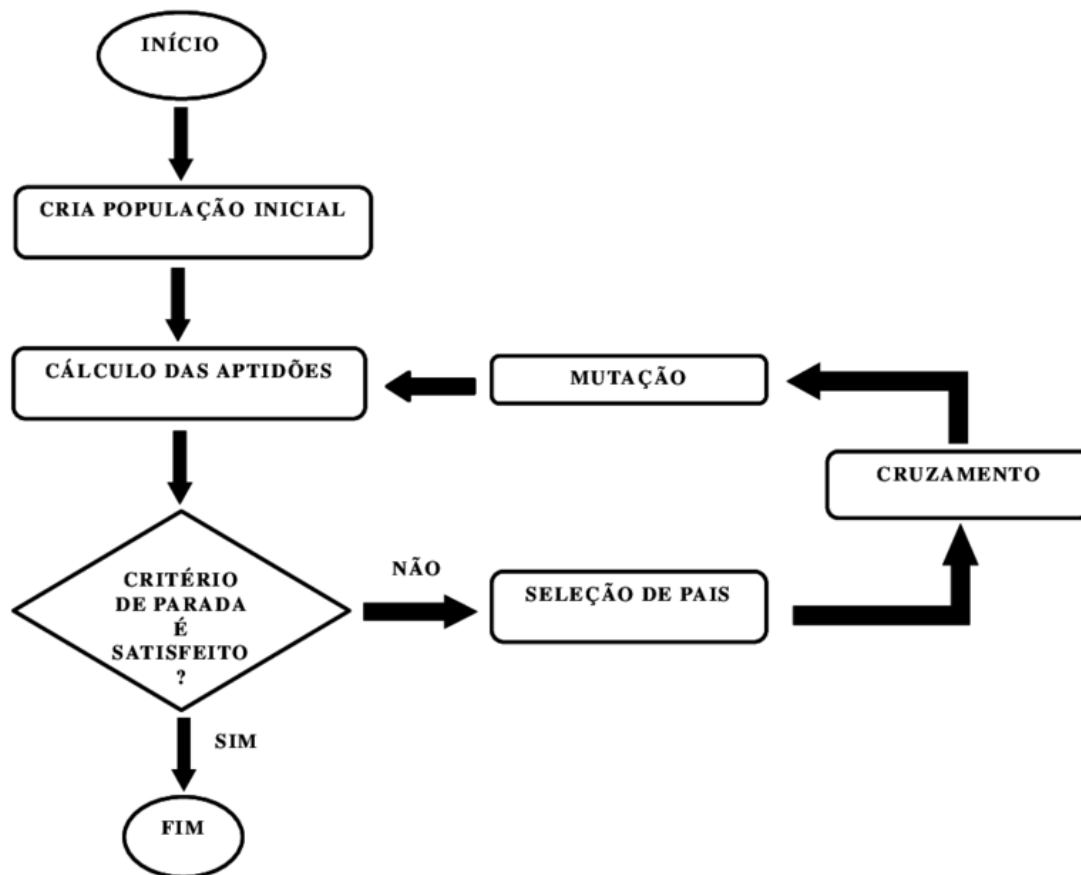 INÍCIO
CRIA POPULAÇÃO INICIAL
CÁLCULO DAS APTIDÕES
MUTAÇÃO
CRUZAMENTO
CRITÉRIO
DE PARADA
É
SATISFEITO
?
NÃO
SELEÇÃO DE PAIS
SIM
FIM